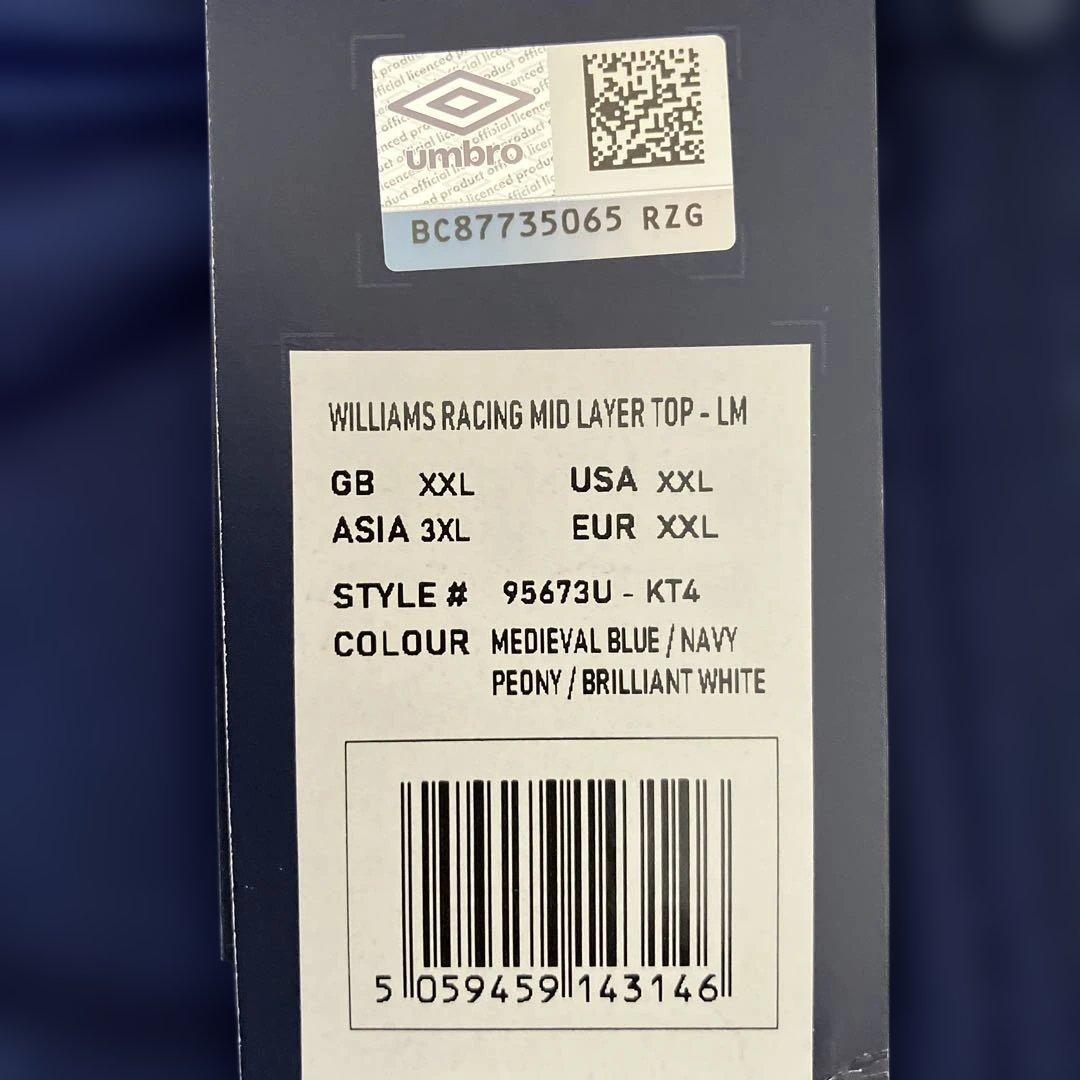 umbro
BC87735065 RZG
WILLIAMS RACING MID LAYER TOP - LM
GB XXL USA XXL
ASIA 3XL EUR XXL
STYLE # 95673U - KT4
COLOUR MEDIEVAL BLUE / NAVY
PEONY / BRILLIANT WHITE
5 059459 143146